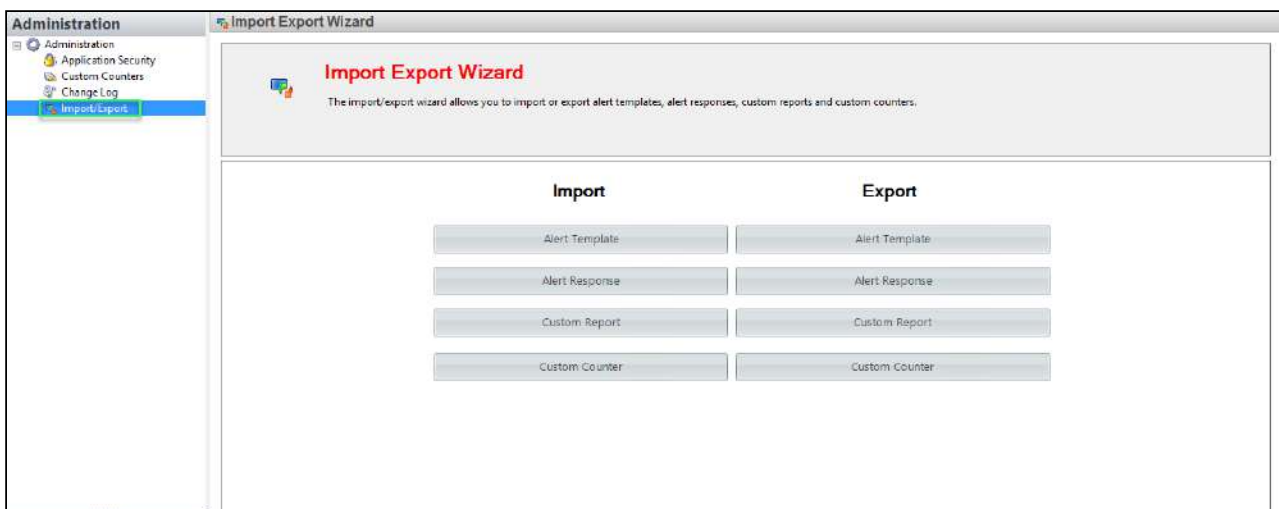 Administration
Administration
Application Security
Custom Counters
Change Log
Import/Export
Import Export Wizard
Import Export Wizard
The import/export wizard allows you to import or export alert templates, alert responses, custom reports and custom counters.
Import Export
Alert Template Alert Template
Alert Response Alert Response
Custom Report Custom Report
Custom Counter Custom Counter